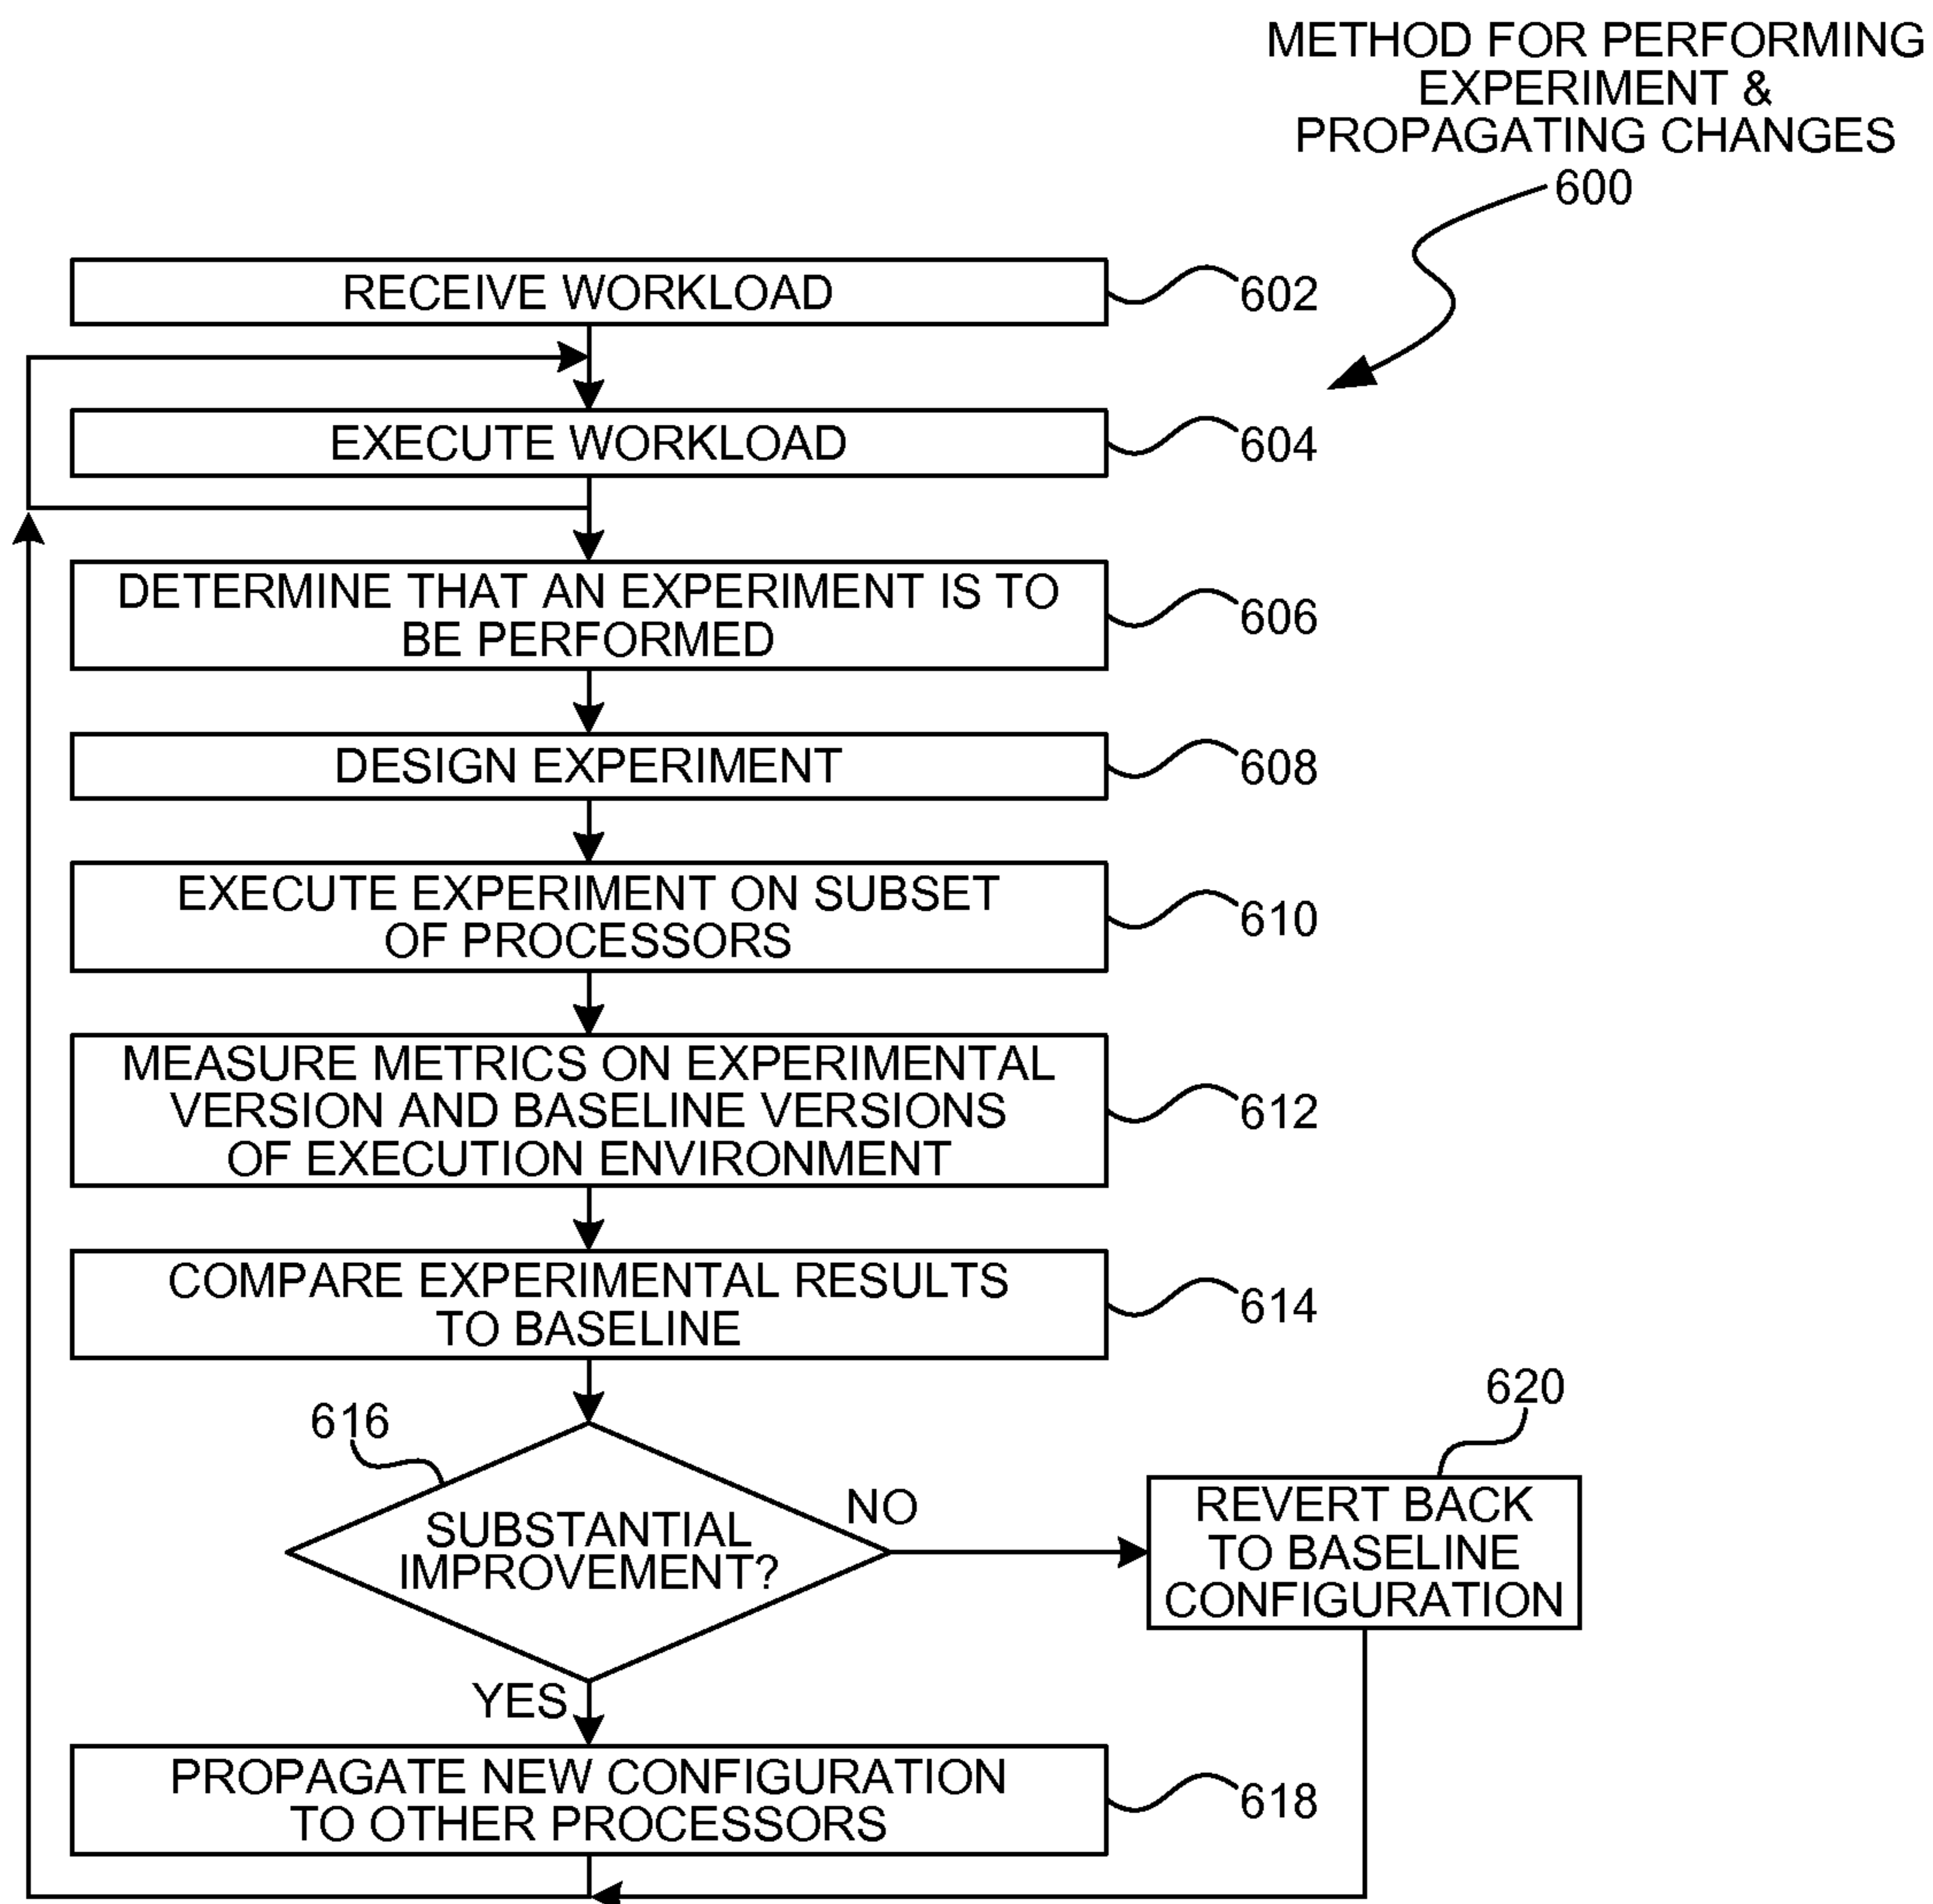 METHOD FOR PERFORMING
EXPERIMENT &
PROPAGATING CHANGES
600
RECEIVE WORKLOAD
602
EXECUTE WORKLOAD
604
DETERMINE THAT AN EXPERIMENT IS TO
BE PERFORMED
606
DESIGN EXPERIMENT
608
EXECUTE EXPERIMENT ON SUBSET
OF PROCESSORS
610
MEASURE METRICS ON EXPERIMENTAL
VERSION AND BASELINE VERSIONS
OF EXECUTION ENVIRONMENT
612
COMPARE EXPERIMENTAL RESULTS
TO BASELINE
614
616
SUBSTANTIAL
IMPROVEMENT?
NO
620
REVERT BACK
TO BASELINE
CONFIGURATION
YES
PROPAGATE NEW CONFIGURATION
TO OTHER PROCESSORS
618